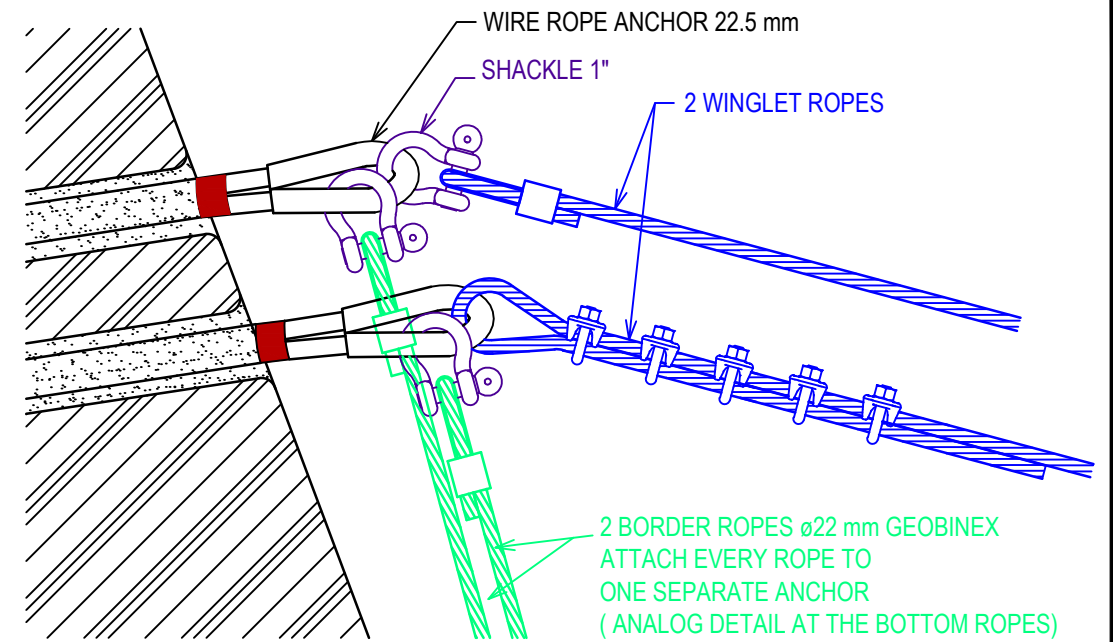 WIRE ROPE ANCHOR 22.5 mm
SHACKLE 1"
2 WINGLET ROPES
2 BORDER ROPES ø22 mm GEOBINEX
ATTACH EVERY ROPE TO
ONE SEPARATE ANCHOR
( ANALOG DETAIL AT THE BOTTOM ROPES)